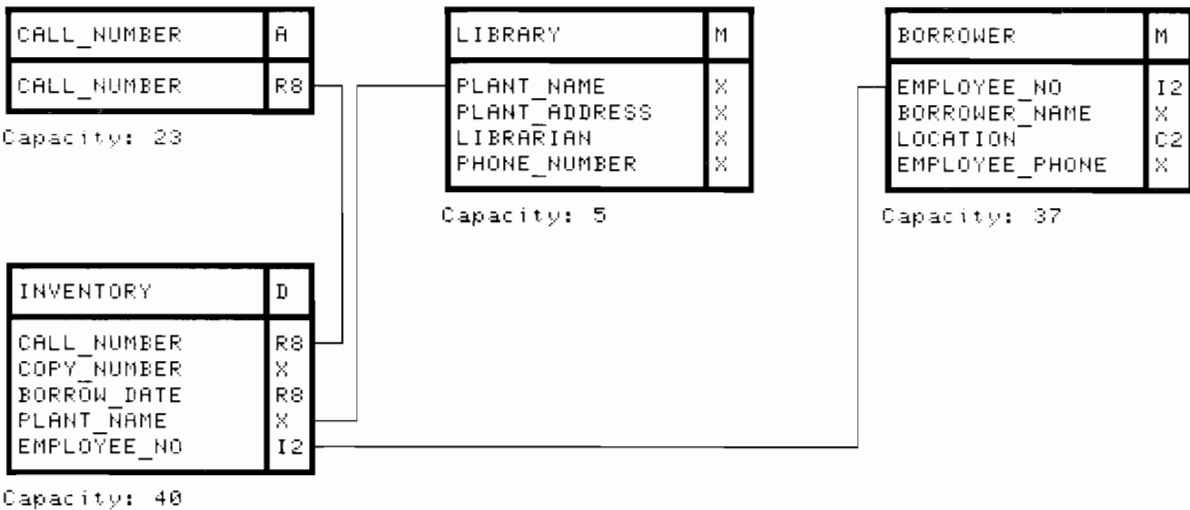 CALL_NUMBER A
CALL_NUMBER R8
Capacity: 23
LIBRARY M
PLANT_NAME X
PLANT_ADDRESS X
LIBRARIAN X
PHONE_NUMBER X
Capacity: 5
BORROWER M
EMPLOYEE_NO I2
BORROWER_NAME X
LOCATION C2
EMPLOYEE_PHONE X
Capacity: 37
INVENTORY D
CALL_NUMBER R8
COPY_NUMBER X
BORROW_DATE R8
PLANT_NAME X
EMPLOYEE_NO I2
Capacity: 40